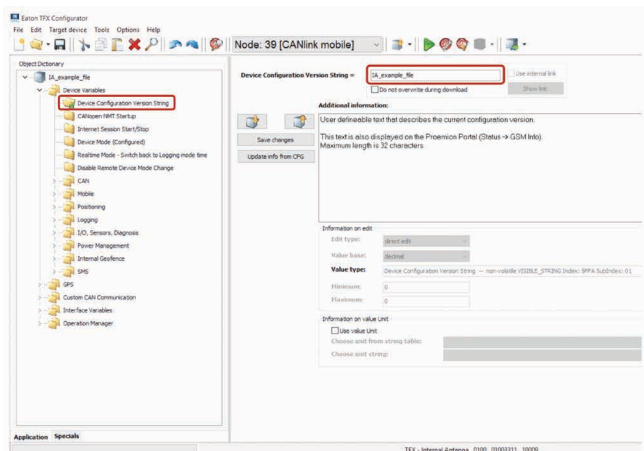 Eaton TFX Configurator
File Edit Target device Tools Options Help
Node: 39 [CANlink mobile]
Object Dictionary
IA_example_file
Device Variables
Device Configuration Version String
CANopen NMT Startup
Internet Session Start/Stop
Device Mode (Configured)
Realtime Mode - Switch back to Logging mode time
Disable Remote Device Mode Change
CAN
Mobile
Positioning
Logging
I/O, Sensors, Diagnosis
Power Management
Internal Geofence
SMS
GPS
Custom CAN Communication
Interface Variables
Operation Manager
Application Specials
Device Configuration Version String = IA_example_file
Use external link
Do not overwrite during download
Show link
Additional information:
Save changes
Update info from CFG
User defineable text that describes the current configuration version.
This text is also displayed on the Proemion Portal (Status -> GSM Info).
Maximum length is 32 characters
Information on edit
Edit type: direct edit
Value base: decimal
Value type: Device Configuration Version String -- non-volatile VISIBLE_STRING Index: 5FFA SubIndex: 01
Minimum: 0
Maximum: 0
Information on value Unit
Use value Unit
Choose unit from string table:
Choose unit string:
TFX - Internal Antenna 0100 01003311 10009